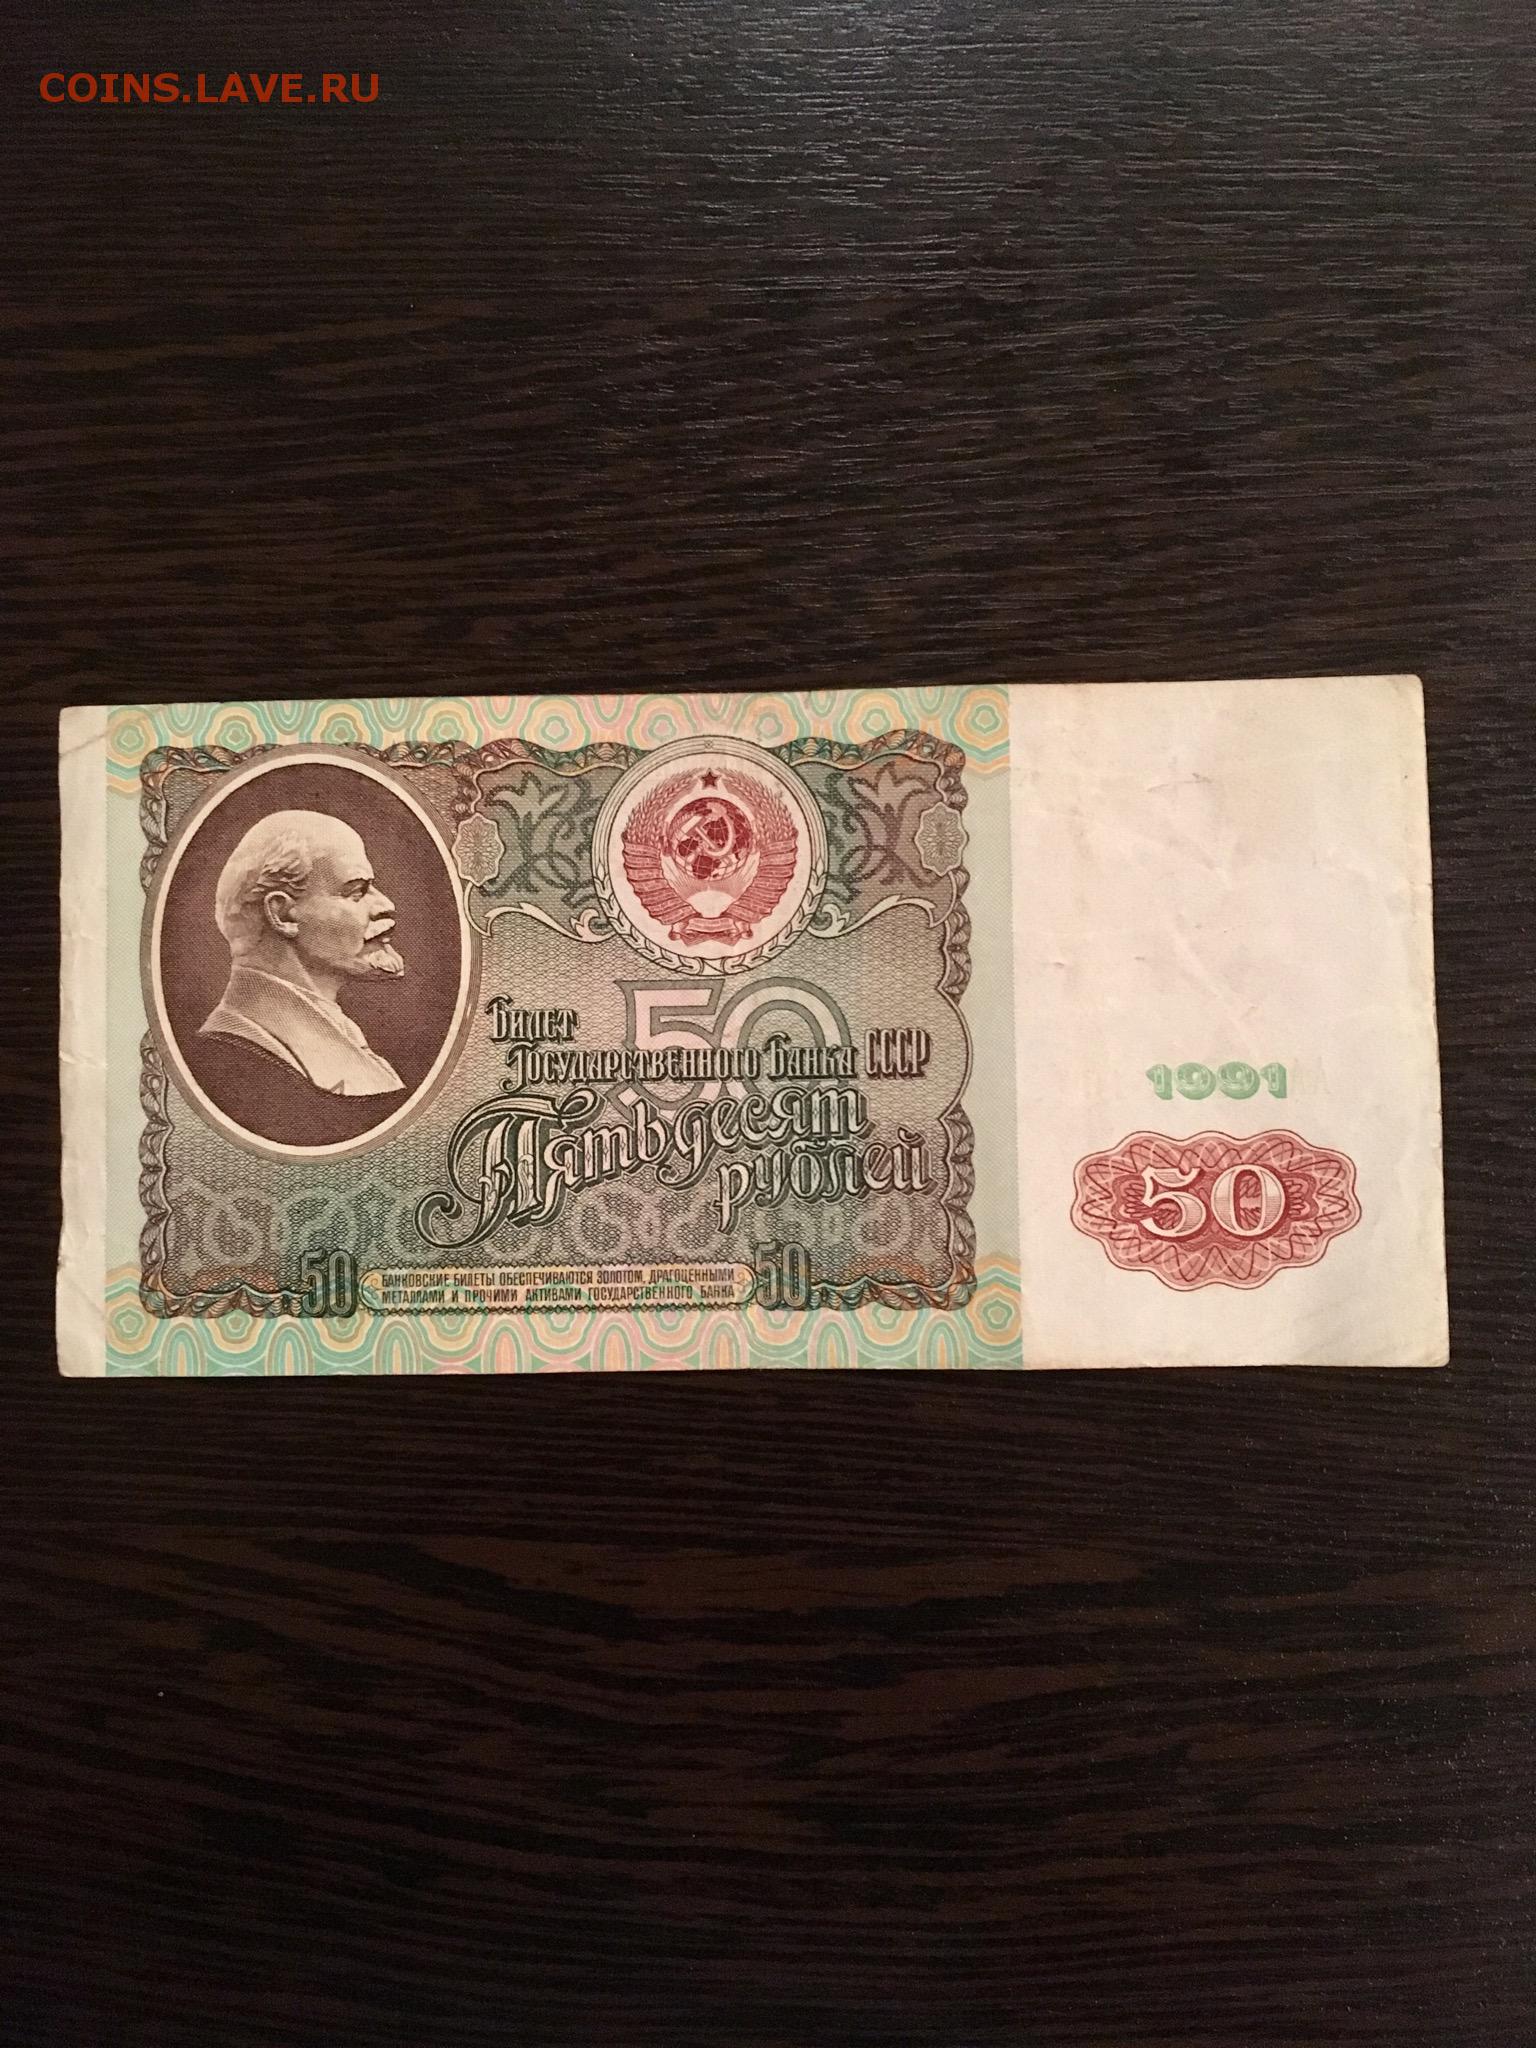 COINS.LAVE.RU
50
Билет
Государственного Банка СССР
Пятьдесят
рублей
1991
50
50
БАНКОВСКИЕ БИЛЕТЫ ОБЕСПЕЧИВАЮТСЯ ЗОЛОТОМ, ДРАГОЦЕННЫМИ
МЕТАЛЛАМИ И ПРОЧИМИ АКТИВАМИ ГОСУДАРСТВЕННОГО БАНКА
50